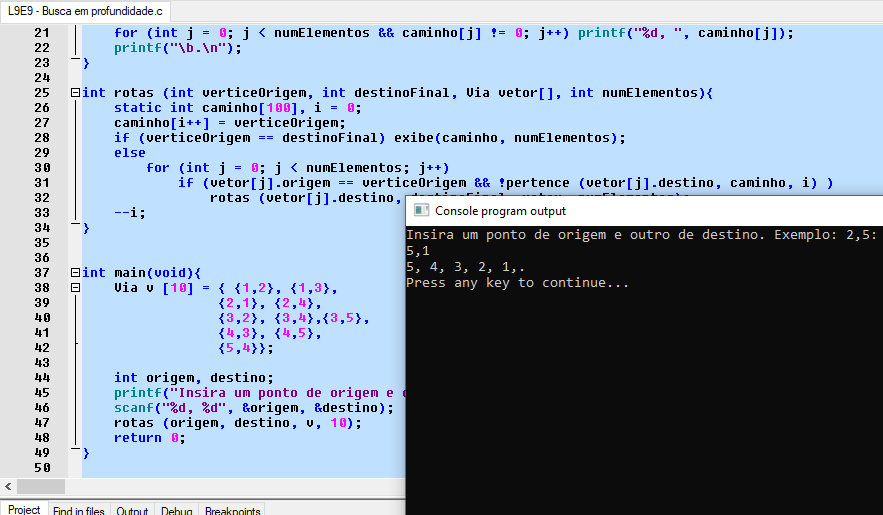 L9E9 - Busca em profundidade.c
21 for (int j = 0; j < numElementos && caminho[j] != 0; j++) printf("%d, ", caminho[j]);
22 printf("\b.\n");
23 }
24
25 int rotas (int verticeOrigem, int destinoFinal, Via vetor[], int numElementos){
26 static int caminho[100], i = 0;
27 caminho[i++] = verticeOrigem;
28 if (verticeOrigem == destinoFinal) exibe(caminho, numElementos);
29 else
30 for (int j = 0; j < numElementos; j++)
31 if (vetor[j].origem == verticeOrigem && !pertence (vetor[j].destino, caminho, i) )
32 rotas (vetor[j].destino,
33 --i;
34 }
35
36
37 int main(void){
38 Via v [10] = { {1,2}, {1,3},
39 {2,1}, {2,4},
40 {3,2}, {3,4},{3,5},
41 {4,3}, {4,5},
42 {5,4}};
43
44 int origem, destino;
45 printf("Insira um ponto de origem e
46 scanf("%d, %d", &origem, &destino);
47 rotas (origem, destino, v, 10);
48 return 0;
49 }
50
Console program output
Insira um ponto de origem e outro de destino. Exemplo: 2,5:
5,1
5, 4, 3, 2, 1,.
Press any key to continue...
Project Find in files Output Debug Breakpoints